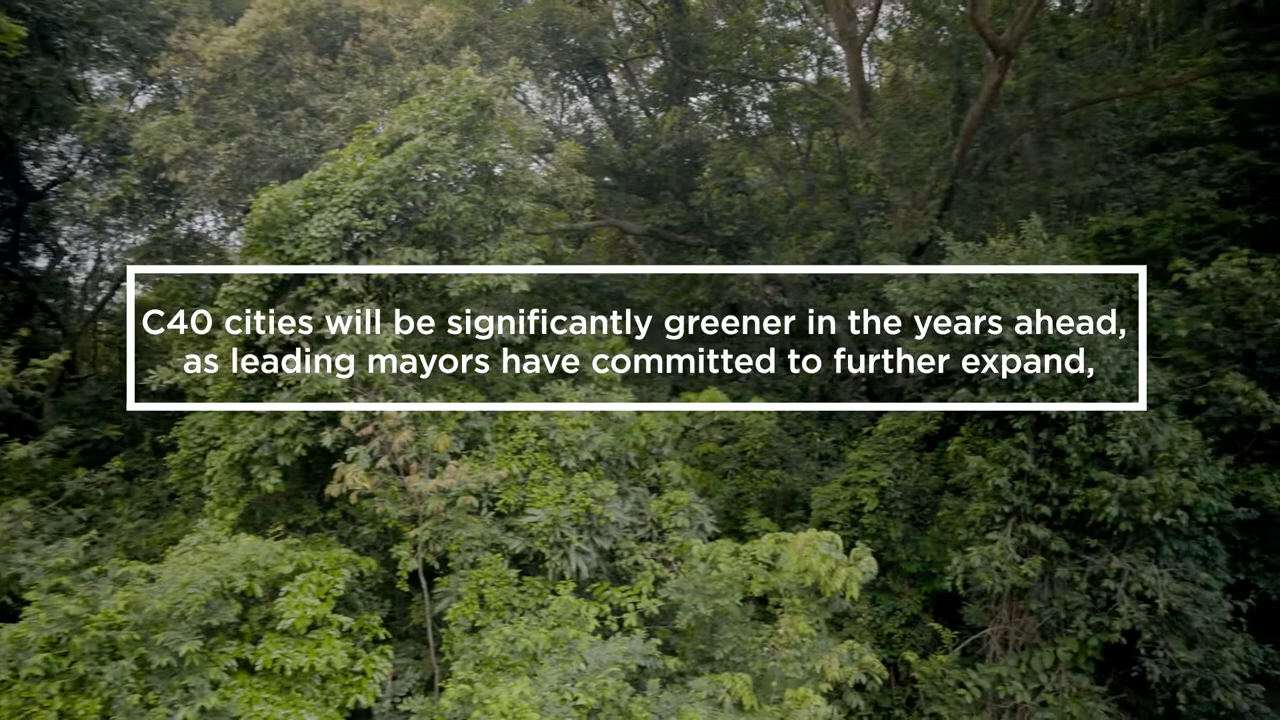 C40 cities will be significantly greener in the years ahead,
as leading mayors have committed to further expand,